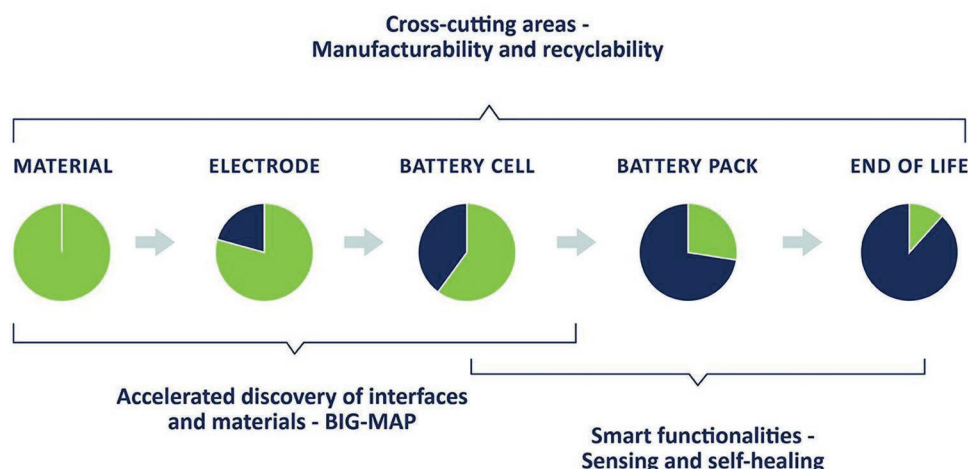 Cross-cutting areas -
Manufacturability and recyclability
MATERIAL
ELECTRODE
BATTERY CELL
BATTERY PACK
END OF LIFE
Accelerated discovery of interfaces
and materials - BIG-MAP
Smart functionalities -
Sensing and self-healing